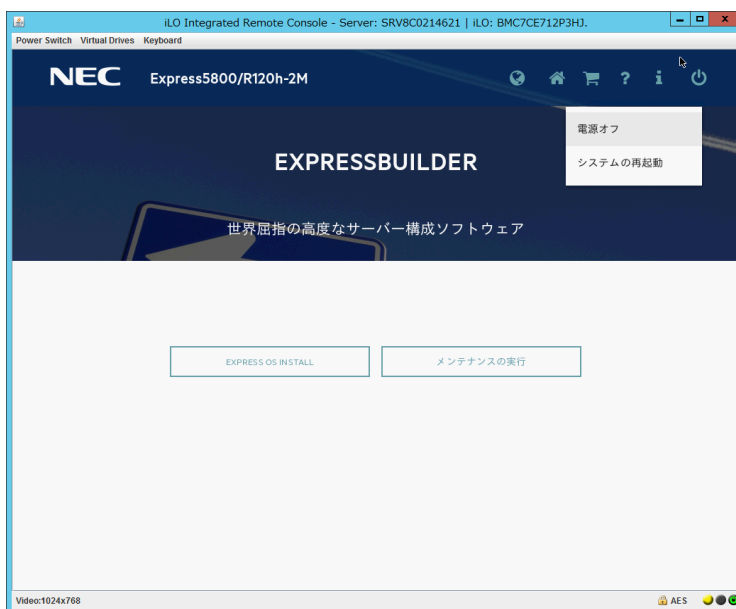 iLO Integrated Remote Console - Server: SRV8C0214621 | iLO: BMC7CE712P3HJ.
Power Switch Virtual Drives Keyboard
NEC Express5800/R120h-2M
電源オフ
システムの再起動
EXPRESSBUILDER
世界屈指の高度なサーバー構成ソフトウェア
EXPRESS OS INSTALL メンテナンスの実行
Video:1024x768 AES